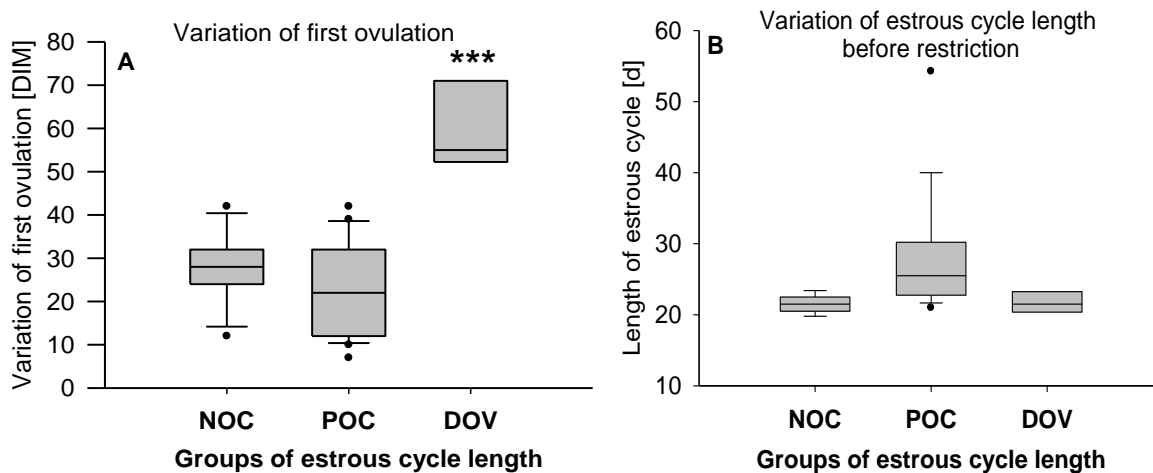 Variation of first ovulation
A
***
Variation of first ovulation [DIM]
80
70
60
50
40
30
20
10
0
NOC POC DOV
Groups of estrous cycle length
Variation of estrous cycle length
before restriction
B
Length of estrous cycle [d]
60
50
40
30
20
10
NOC POC DOV
Groups of estrous cycle length